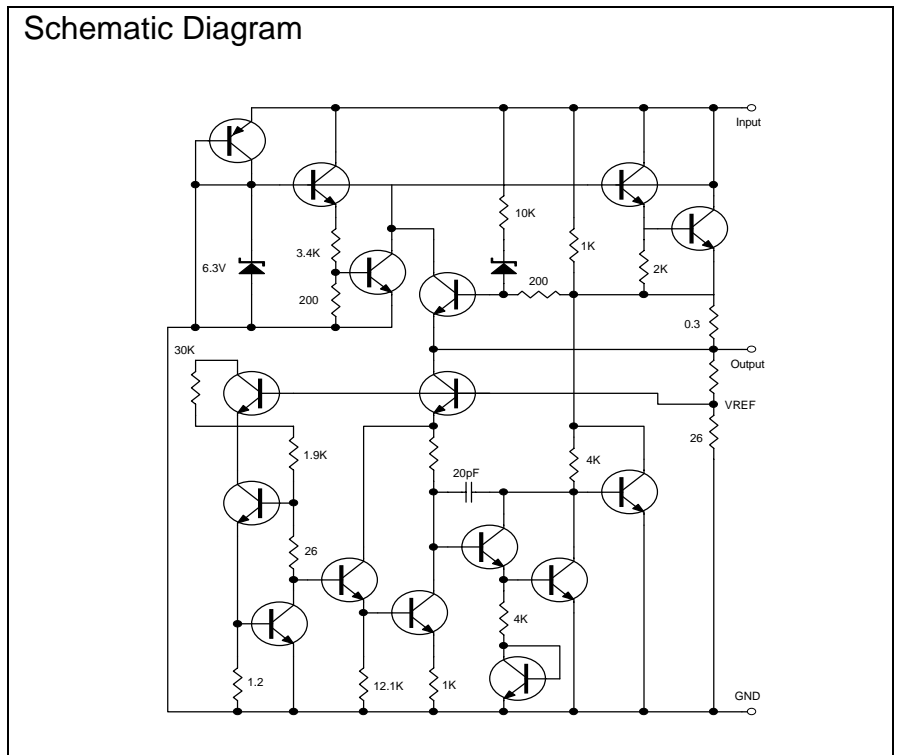 Schematic Diagram
Input
10K
1K
3.4K
2K
6.3V
200
200
0.3
30K
Output
VREF
26
1.9K
4K
20pF
26
4K
1.2
12.1K
1K
GND